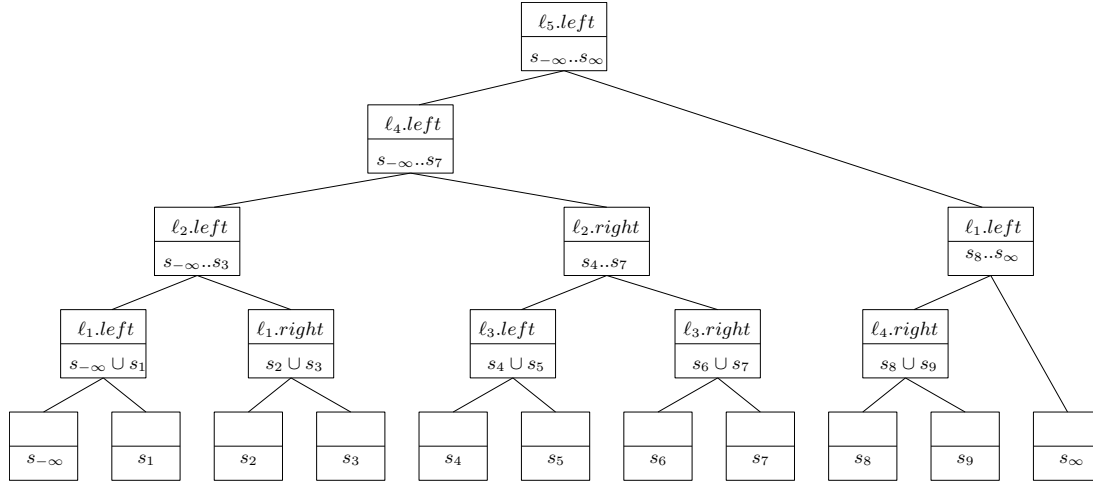 ℓ₅.left
s₋∞..s∞
ℓ₄.left
s₋∞..s₇
ℓ₂.left
s₋∞..s₃
ℓ₂.right
s₄..s₇
ℓ₁.left
s₈..s∞
ℓ₁.left
s₋∞ ∪ s₁
ℓ₁.right
s₂ ∪ s₃
ℓ₃.left
s₄ ∪ s₅
ℓ₃.right
s₆ ∪ s₇
ℓ₄.right
s₈ ∪ s₉
s₋∞
s₁
s₂
s₃
s₄
s₅
s₆
s₇
s₈
s₉
s∞